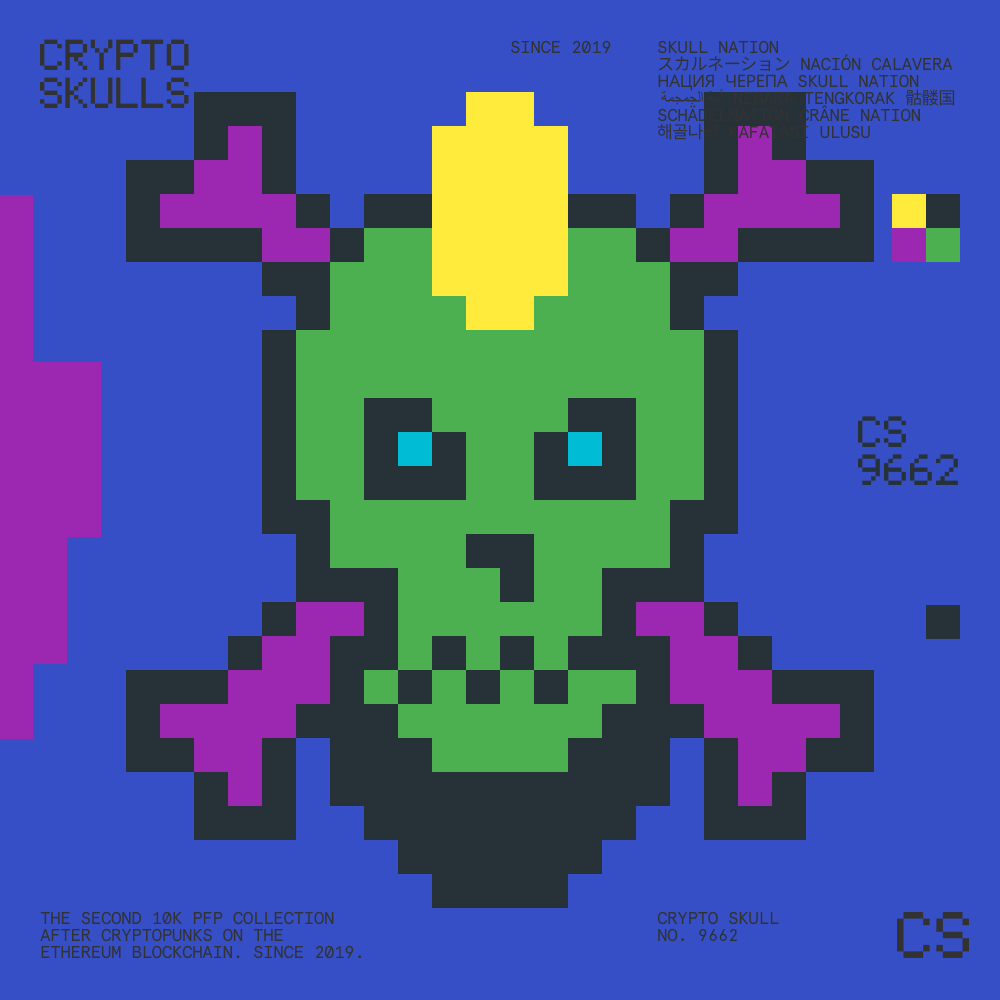 CRYPTO
SKULLS
SINCE 2019
SKULL NATION
スカルネーション NACIÓN CALAVERA
НАЦИЯ ЧЕРЕПА SKULL NATION
TENGKORAK 骷髅国
CRÂNE NATION
해골 ULUSU
CS
9662
THE SECOND 10K PFP COLLECTION
AFTER CRYPTOPUNKS ON THE
ETHEREUM BLOCKCHAIN. SINCE 2019.
CRYPTO SKULL
NO. 9662
CS